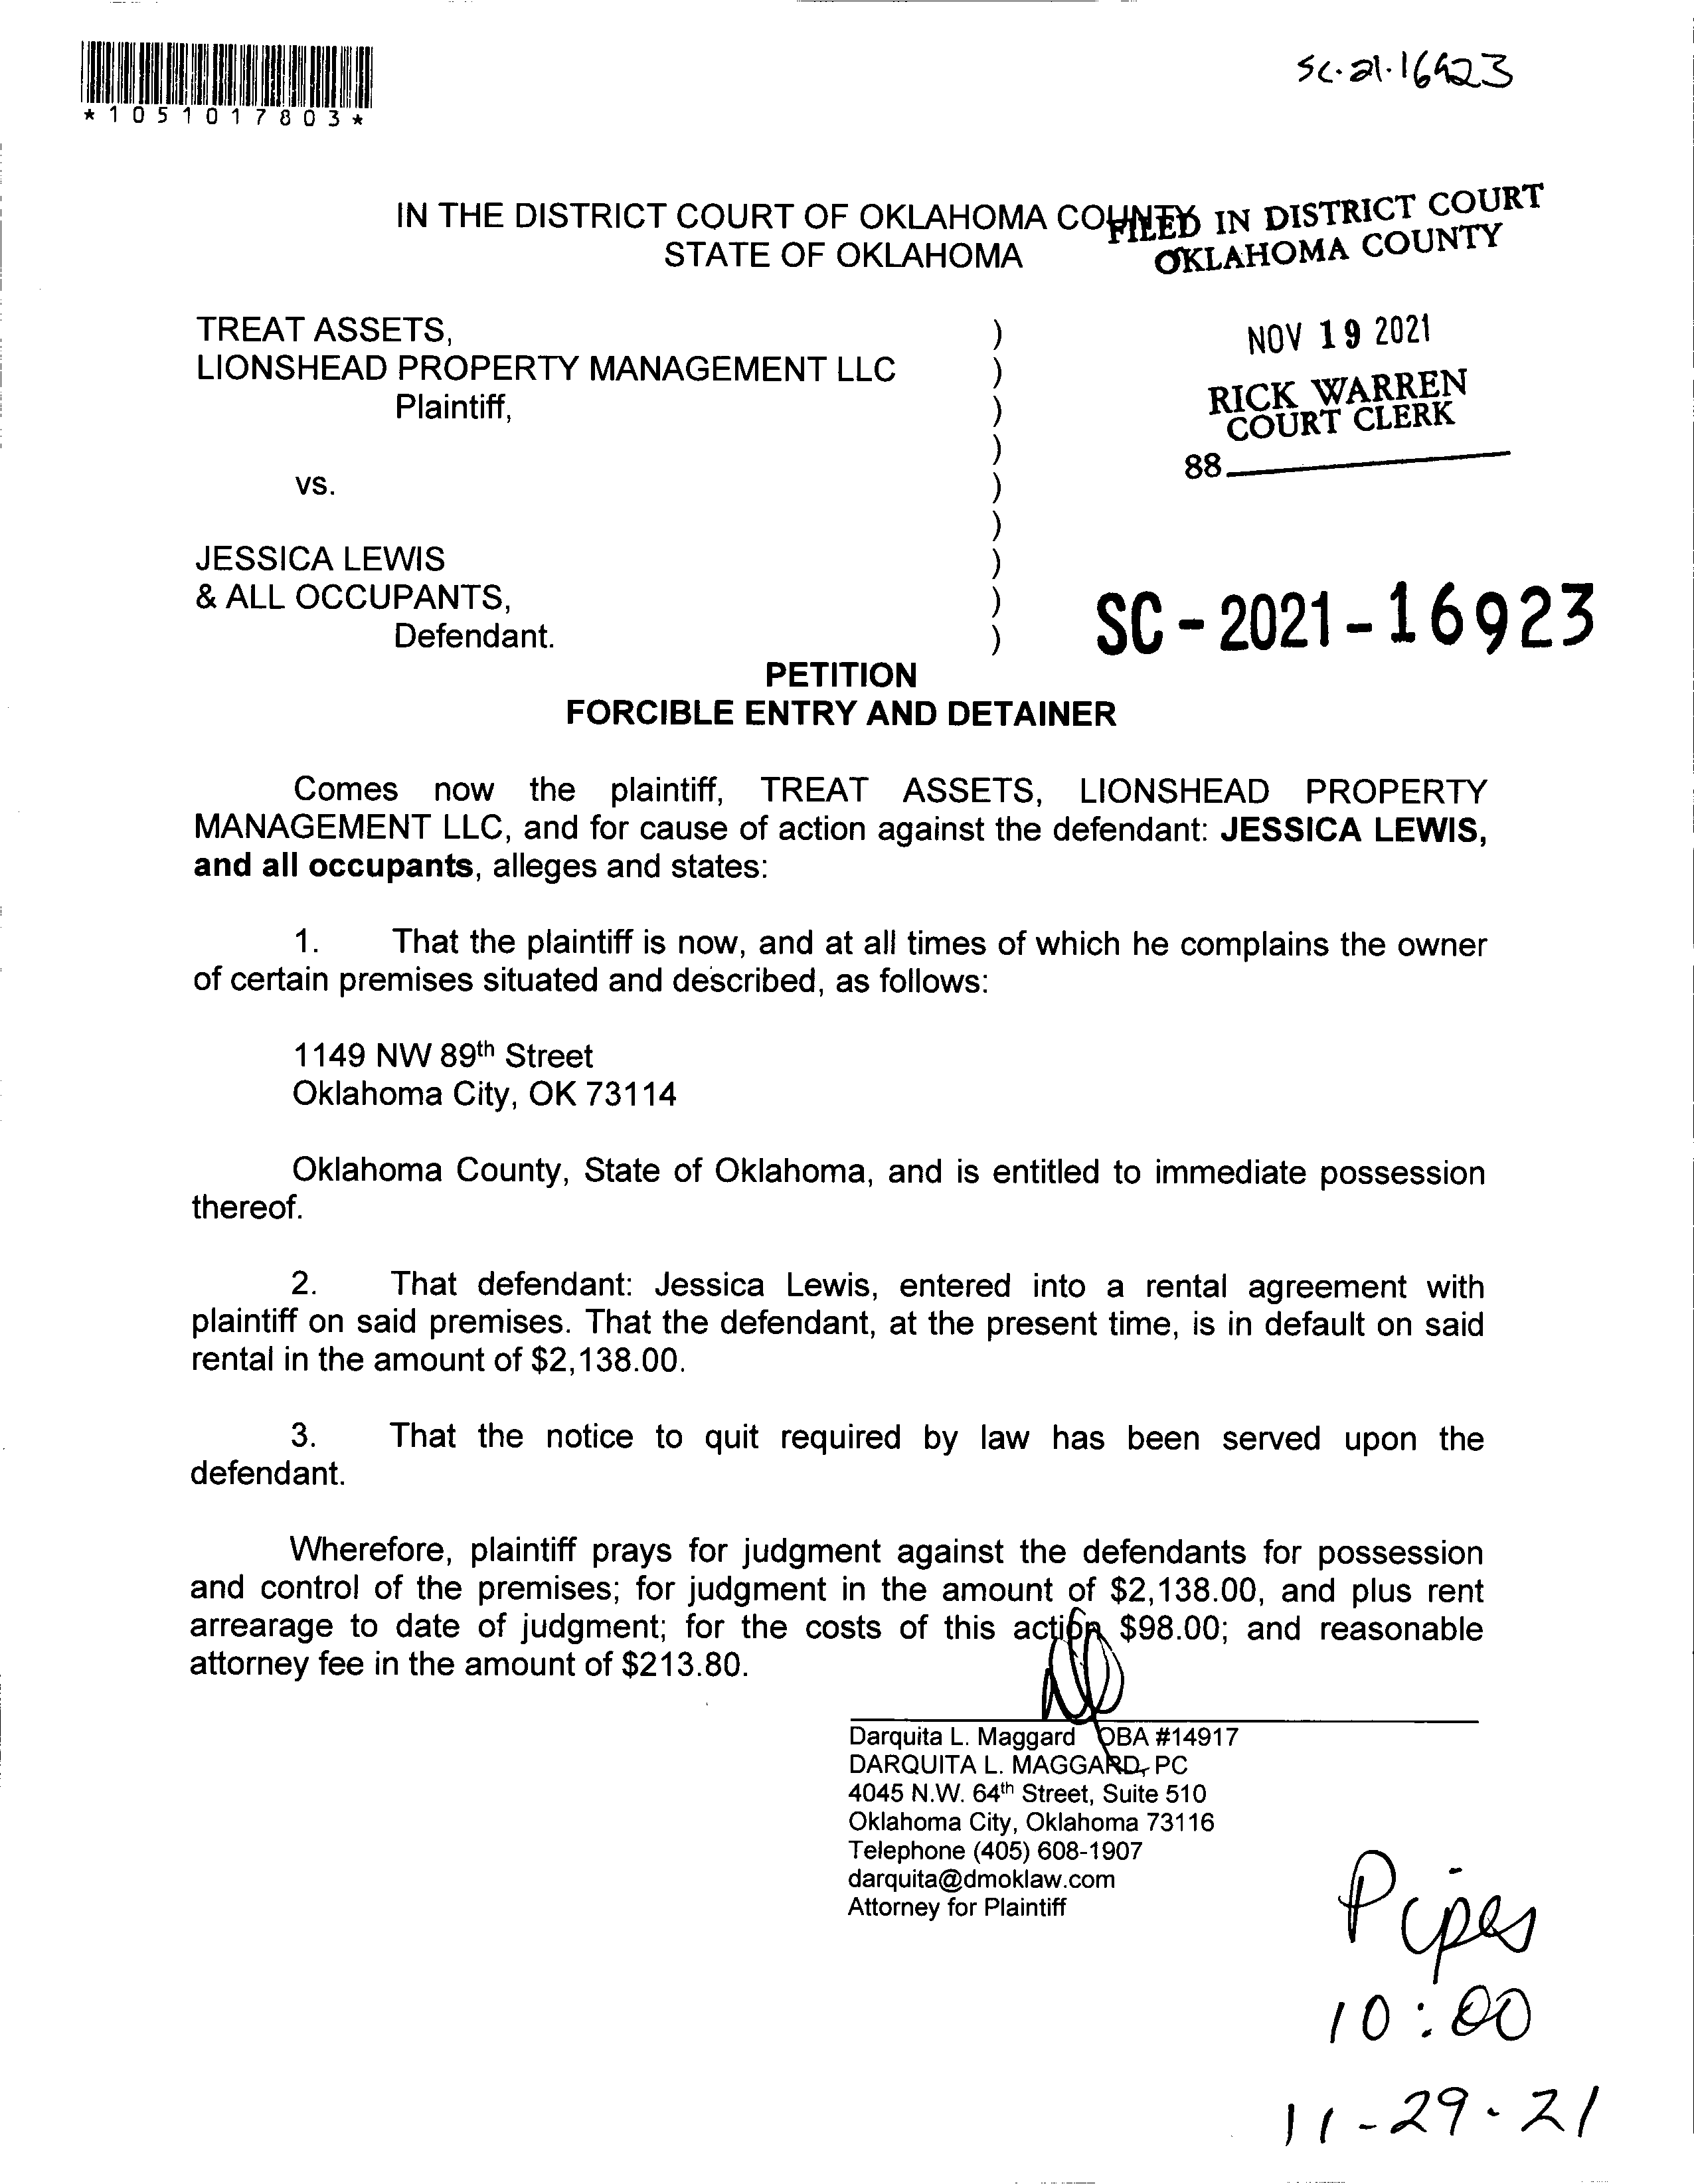 *1051017803*
SC-21-16923
IN THE DISTRICT COURT OF OKLAHOMA COUNTY
STATE OF OKLAHOMA
FILED IN DISTRICT COURT
OKLAHOMA COUNTY
NOV 19 2021
RICK WARREN
COURT CLERK
88
TREAT ASSETS, )
LIONSHEAD PROPERTY MANAGEMENT LLC )
Plaintiff, )
)
vs. )
)
JESSICA LEWIS )
& ALL OCCUPANTS, )
Defendant. )
SC-2021-16923
PETITION
FORCIBLE ENTRY AND DETAINER
Comes now the plaintiff, TREAT ASSETS, LIONSHEAD PROPERTY
MANAGEMENT LLC, and for cause of action against the defendant: JESSICA LEWIS,
and all occupants, alleges and states:
1. That the plaintiff is now, and at all times of which he complains the owner
of certain premises situated and described, as follows:
1149 NW 89th Street
Oklahoma City, OK 73114
Oklahoma County, State of Oklahoma, and is entitled to immediate possession
thereof.
2. That defendant: Jessica Lewis, entered into a rental agreement with
plaintiff on said premises. That the defendant, at the present time, is in default on said
rental in the amount of $2,138.00.
3. That the notice to quit required by law has been served upon the
defendant.
Wherefore, plaintiff prays for judgment against the defendants for possession
and control of the premises; for judgment in the amount of $2,138.00, and plus rent
arrearage to date of judgment; for the costs of this action $98.00; and reasonable
attorney fee in the amount of $213.80.
Darquita L. Maggard OBA #14917
DARQUITA L. MAGGARD, PC
4045 N.W. 64th Street, Suite 510
Oklahoma City, Oklahoma 73116
Telephone (405) 608-1907
darquita@dmoklaw.com
Attorney for Plaintiff
Pipes
10:00
11-29-21